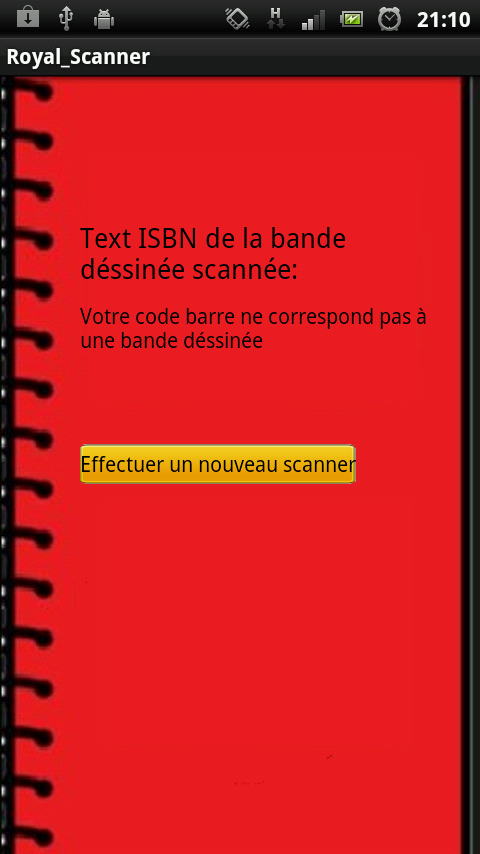 H
21:10
Royal_Scanner
Text ISBN de la bande
déssinée scannée:
Votre code barre ne correspond pas à
une bande déssinée
Effectuer un nouveau scanner